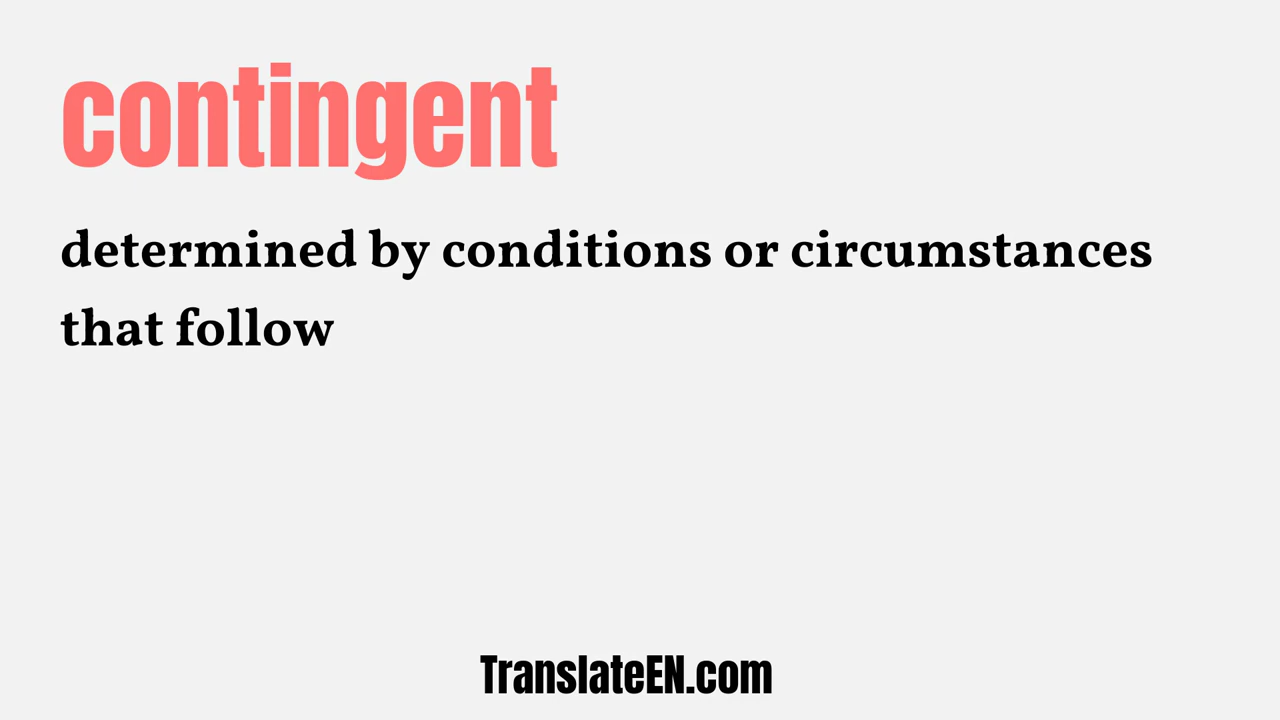 contingent
determined by conditions or circumstances
that follow
TranslateEN.com